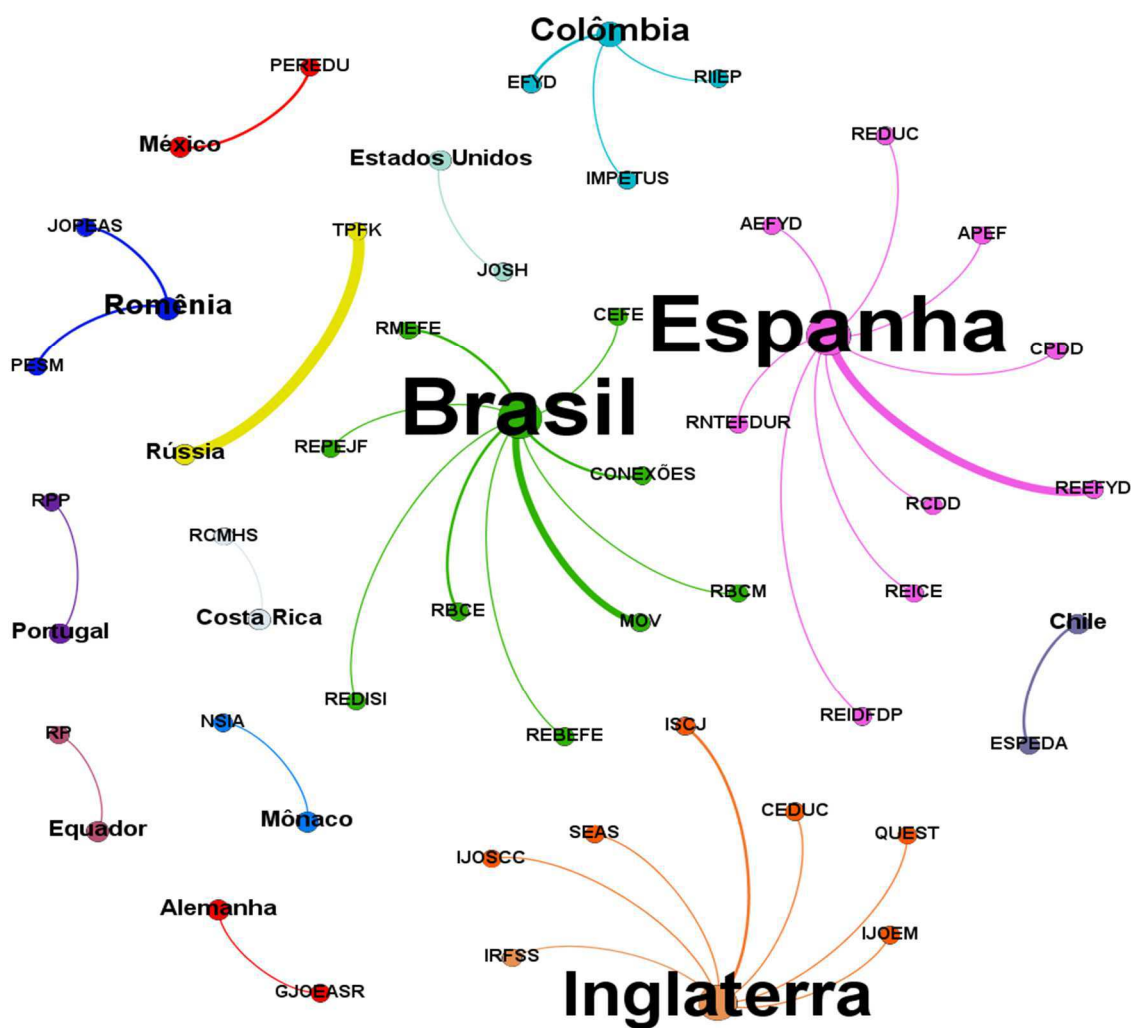 Colômbia
PEREDU
EFYD
RIIEP
REDUC
México
Estados Unidos
IMPETUS
JOPEAS
TPFK
AEFYD
APEF
JOSH
Romênia
RMEFE
CEFE
Espanha
PESM
CPDD
Brasil
RNTEFDUR
Rússia
REPEJF
CONEXÕES
REEFYD
RPP
RCDD
RCMHS
Costa Rica
RBCE
MOV
RBCM
REICE
Portugal
Chile
REDISI
REIDFDP
RP
NSIA
REBEFE
ISCJ
ESPEDA
Equador
Mônaco
SEAS
CEDUC
QUEST
IJOSCC
Alemanha
IRFSS
IJOEM
GJOEASR
Inglaterra